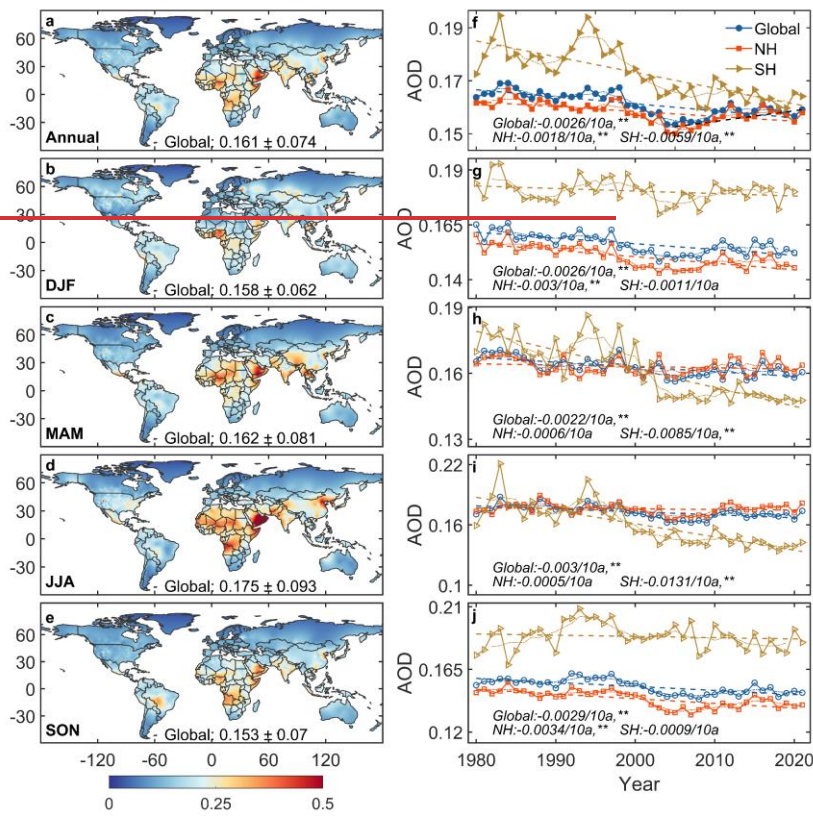 a
60
30
0
-30
Annual
Global; 0.161 ± 0.074
b
60
30
0
-30
DJF
Global; 0.158 ± 0.062
c
60
30
0
-30
MAM
Global; 0.162 ± 0.081
d
60
30
0
-30
JJA
Global; 0.175 ± 0.093
e
60
30
0
-30
SON
Global; 0.153 ± 0.07
-120 -60 0 60 120
0 0.25 0.5
f
AOD
0.19
0.17
0.15
Global
NH
SH
Global:-0.0026/10a,**
NH:-0.0018/10a,** SH:-0.0059/10a,**
g
AOD
0.19
0.165
0.14
Global:-0.0026/10a,**
NH:-0.003/10a,** SH:-0.0011/10a
h
AOD
0.19
0.16
0.13
Global:-0.0022/10a,**
NH:-0.0006/10a SH:-0.0085/10a,**
i
AOD
0.22
0.16
0.1
Global:-0.003/10a,**
NH:-0.0005/10a SH:-0.0131/10a,**
j
AOD
0.21
0.165
0.12
Global:-0.0029/10a,**
NH:-0.0034/10a,** SH:-0.0009/10a
1980 1990 2000 2010 2020
Year